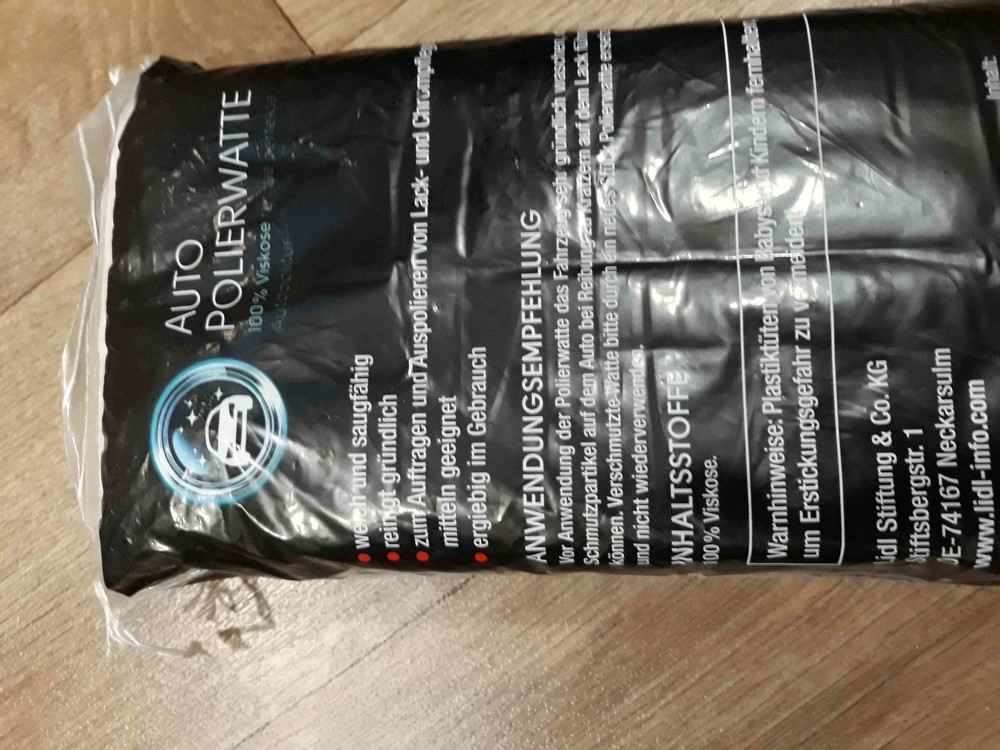 AUTO
POLIERWATTE
100% Viskose
weich und saugfähig
reinigt gründlich
zum Auftragen und Auspolieren von Lack- und Chrompfleg
mitteln geeignet
ergiebig im Gebrauch
ANWENDUNGSEMPFEHLUNG
Vor Anwendung der Polierwatte das Fahrzeug sehr gründlich waschen
Schmutzpartikel auf dem Auto bei Reibung zu Kratzern auf dem Lack
können. Verschmutzte Watte bitte durch ein neues Stück Polierwatte
und nicht wiederverwenden.
INHALTSSTOFFE:
100% Viskose.
Warnhinweise: Plastiktüten von Babys und Kindern fernhalten
um Erstickungsgefahr zu vermeiden!
Lidl Stiftung & Co. KG
Stiftsbergstr. 1
DE-74167 Neckarsulm
www.lidl-info.com
Inhalt: